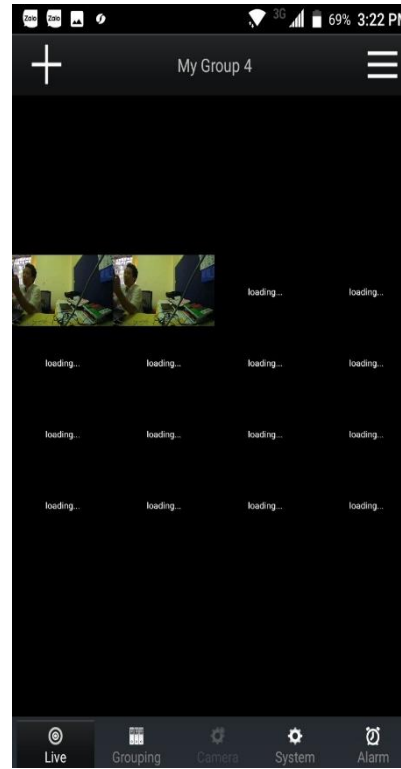 Zalo Zalo 3G 69% 3:22 PM
My Group 4
loading... loading...
loading... loading... loading... loading...
loading... loading... loading... loading...
loading... loading... loading... loading...
Live Grouping Camera System Alarm